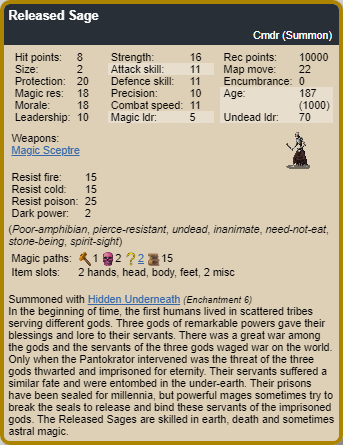 Released Sage
Cmdr (Summon)
Hit points: 8 Strength: 16 Rec points: 10000
Size: 2 Attack skill: 11 Map move: 22
Protection: 20 Defence skill: 11 Encumbrance: 0
Magic res: 18 Precision: 10 Age: 187
Morale: 18 Combat speed: 11 (1000)
Leadership: 10 Magic ldr: 5 Undead ldr: 70
Weapons:
Magic Sceptre
Resist fire: 15
Resist cold: 15
Resist poison: 25
Dark power: 2
(Poor-amphibian, pierce-resistant, undead, inanimate, need-not-eat,
stone-being, spirit-sight)
Magic paths: 1 2 ? 2 15
Item slots: 2 hands, head, body, feet, 2 misc
Summoned with Hidden Underneath (Enchantment 6)
In the beginning of time, the first humans lived in scattered tribes
serving different gods. Three gods of remarkable powers gave their
blessings and lore to their servants. There was a great war among
the gods and the servants of the three gods waged war on the world.
Only when the Pantokrator intervened was the threat of the three
gods thwarted and imprisoned for eternity. Their servants suffered a
similar fate and were entombed in the under-earth. Their prisons
have been sealed for millennia, but powerful mages sometimes try to
break the seals to release and bind these servants of the imprisoned
gods. The Released Sages are skilled in earth, death and sometimes
astral magic.